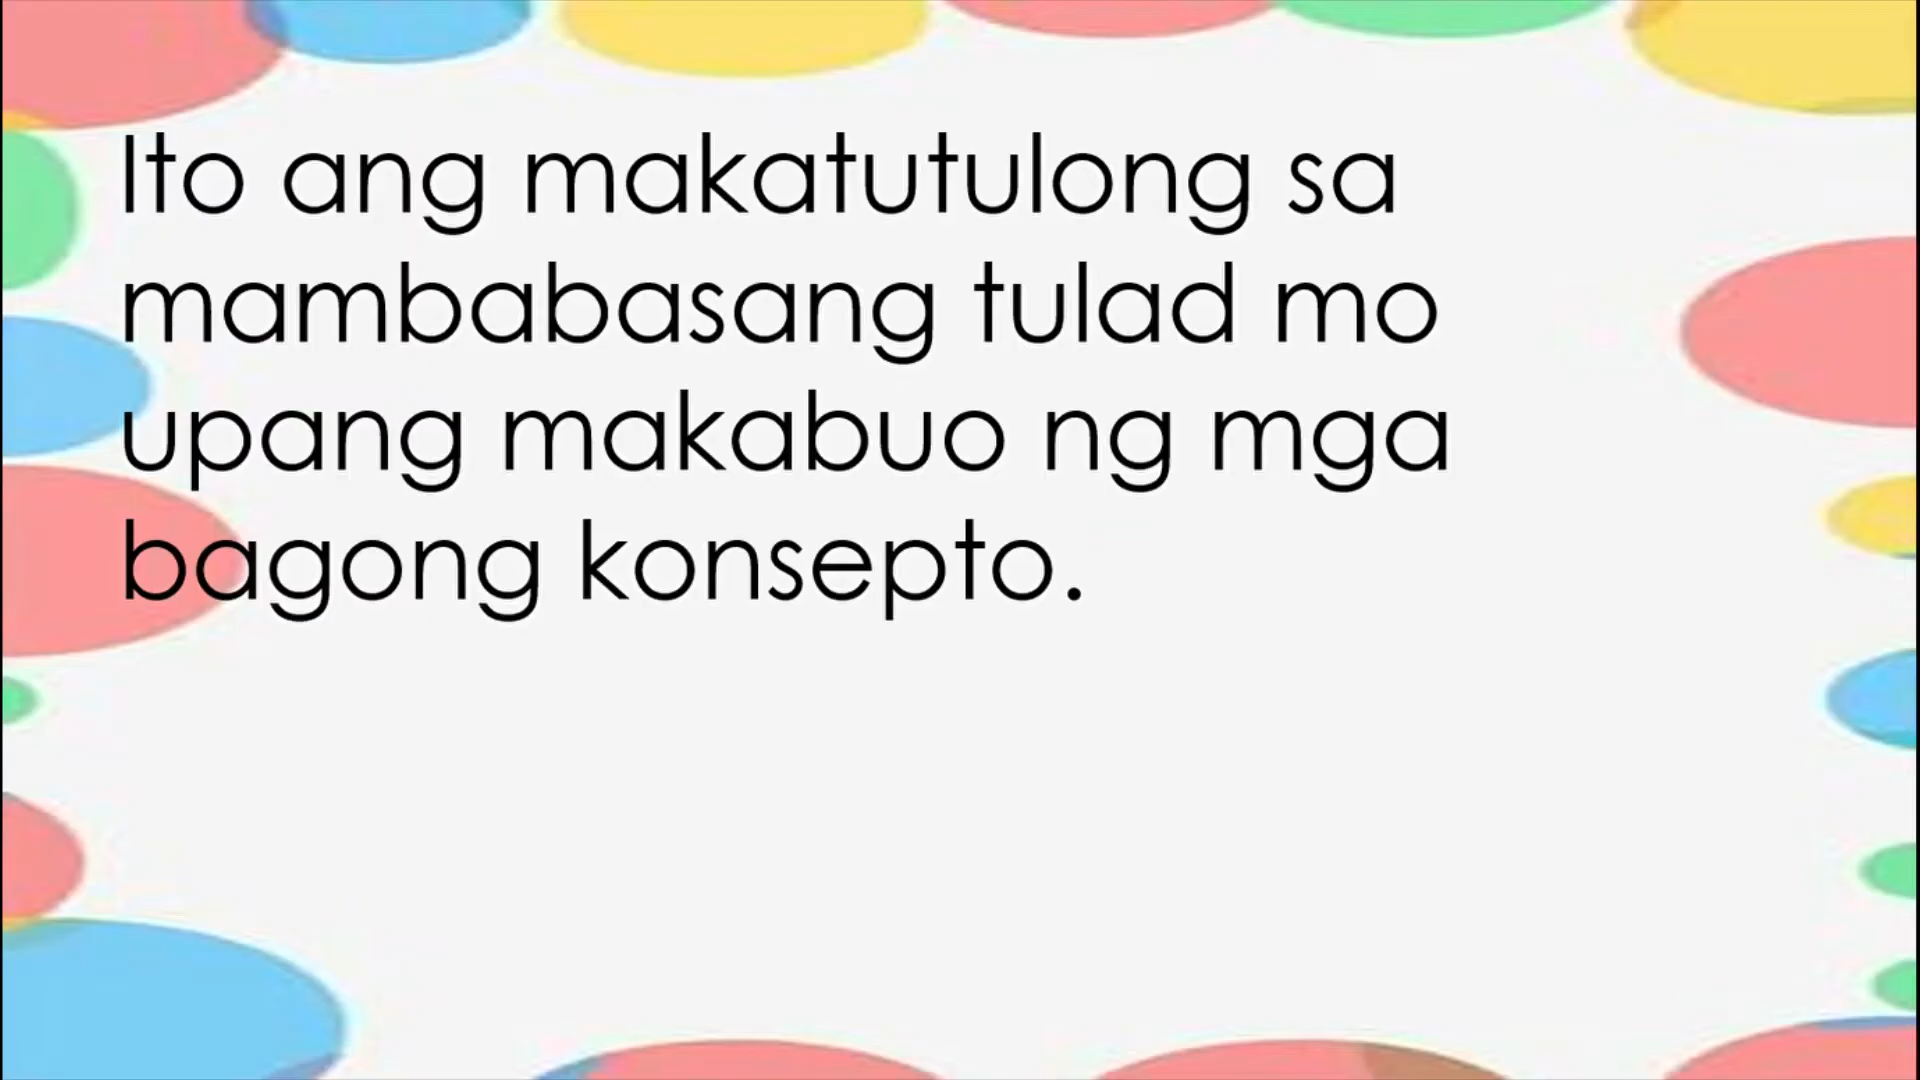 Ito ang makatutulong sa
mambabasang tulad mo
upang makabuo ng mga
bagong konsepto.